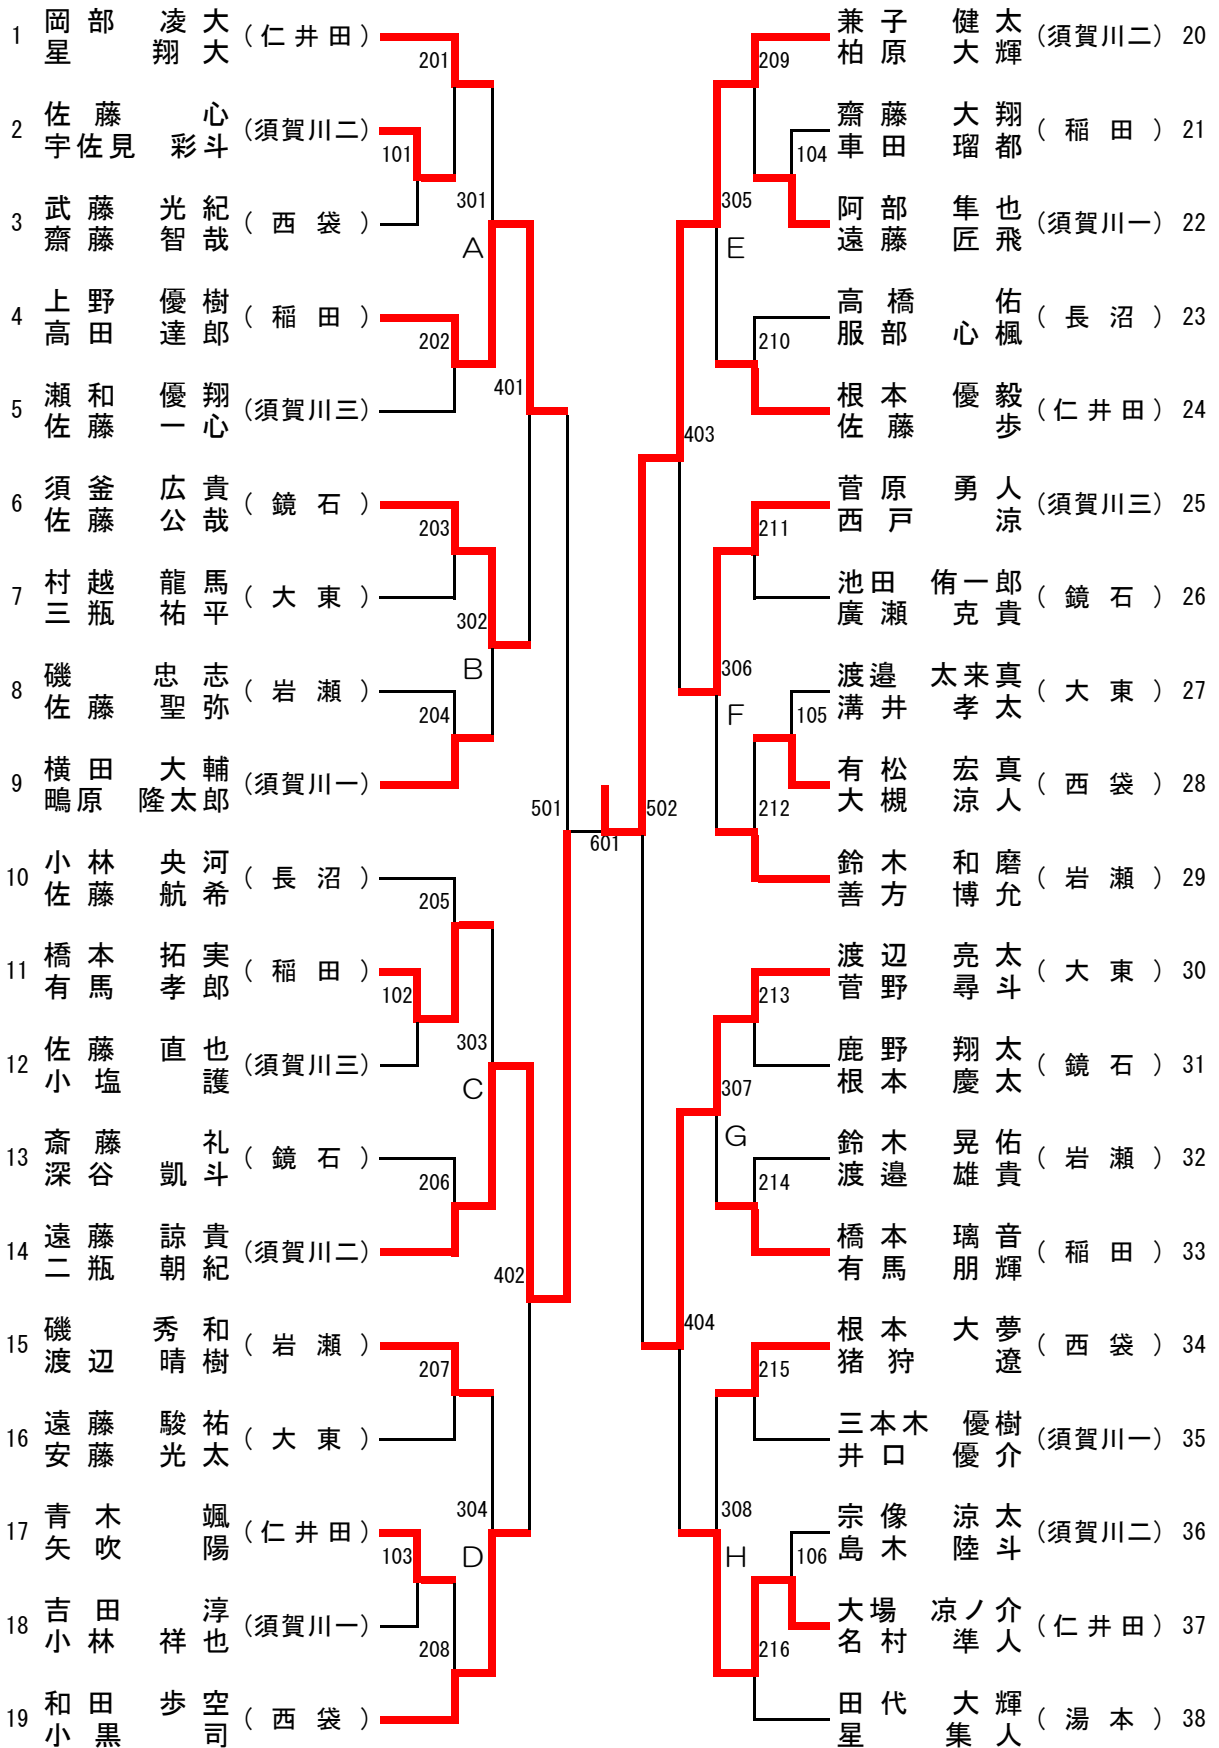 1 岡部 凌大 (仁井田)
星 翔大
2 佐藤 心 (須賀川二)
宇佐見 彩斗
3 武藤 光紀 (西袋)
齋藤 智哉
4 上野 優樹 (稲田)
高田 達郎
5 瀬和 優翔 (須賀川三)
佐藤 一心
6 須釜 広貴 (鏡石)
佐藤 公哉
7 村越 龍馬 (大東)
三瓶 祐平
8 磯 忠志 (岩瀬)
佐藤 聖弥
9 横田 大輔 (須賀川一)
鴫原 隆太郎
10 小林 央河 (長沼)
佐藤 航希
11 橋本 拓実 (稲田)
有馬 孝郎
12 佐藤 直也 (須賀川三)
小塩 護
13 斎藤 礼 (鏡石)
深谷 凱斗
14 遠藤 諒貴 (須賀川二)
二瓶 朝紀
15 磯 秀和 (岩瀬)
渡辺 晴樹
16 遠藤 駿祐 (大東)
安藤 光太
17 青木 颯 (仁井田)
矢吹 陽
18 吉田 淳 (須賀川一)
小林 祥也
19 和田 歩空 (西袋)
小黒 司
201
101
301
A
202
401
203
302
B
204
501
205
102
303
C
206
402
207
304
103
D
208
601
502
209
104
305
E
210
403
211
306
F
105
212
213
307
G
214
404
215
308
H
106
216
兼子 健太 (須賀川二) 20
柏原 大輝
齋藤 大翔 (稲田) 21
車田 瑠都
阿部 隼也 (須賀川一) 22
遠藤 匠飛
高橋 佑 (長沼) 23
服部 心楓
根本 優毅 (仁井田) 24
佐藤 歩
菅原 勇人 (須賀川三) 25
西戸 涼
池田 侑一郎 (鏡石) 26
廣瀬 克貴
渡邉 太来真 (大東) 27
溝井 孝太
有松 宏真 (西袋) 28
大槻 涼人
鈴木 和磨 (岩瀬) 29
善方 博允
渡辺 亮太 (大東) 30
菅野 尋斗
鹿野 翔太 (鏡石) 31
根本 慶太
鈴木 晃佑 (岩瀬) 32
渡邉 雄貴
橋本 璃音 (稲田) 33
有馬 朋輝
根本 大夢 (西袋) 34
猪狩 遼
三本木 優樹 (須賀川一) 35
井口 優介
宗像 涼太 (須賀川二) 36
島木 陸斗
大場 凉ノ介 (仁井田) 37
名村 準人
田代 大輝 (湯本) 38
星 隼人